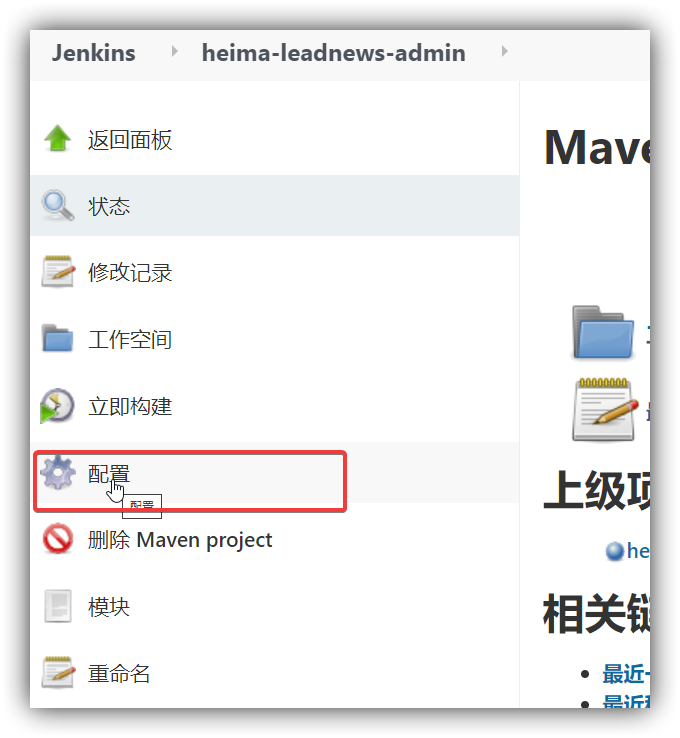 Jenkins heima-leadnews-admin
返回面板
状态
修改记录
工作空间
立即构建
配置
配置
删除 Maven project
模块
重命名
Mave
上级项
he
相关链
最近一
最近稳